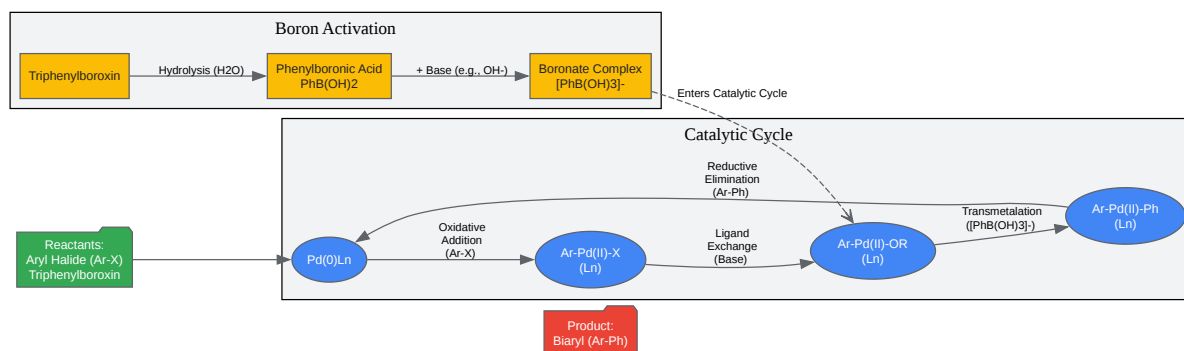 Boron Activation
Triphenylboroxin
Hydrolysis (H2O)
Phenylboronic Acid
PhB(OH)2
+ Base (e.g., OH-)
Boronate Complex
[PhB(OH)3]-
Enters Catalytic Cycle
Catalytic Cycle
Reductive
Elimination
(Ar-Ph)
Reactants:
Aryl Halide (Ar-X)
Triphenylboroxin
Pd(0)Ln
Oxidative
Addition
(Ar-X)
Ar-Pd(II)-X
(Ln)
Ligand
Exchange
(Base)
Ar-Pd(II)-OR
(Ln)
Transmetalation
([PhB(OH)3]-)
Ar-Pd(II)-Ph
(Ln)
Product:
Biaryl (Ar-Ph)